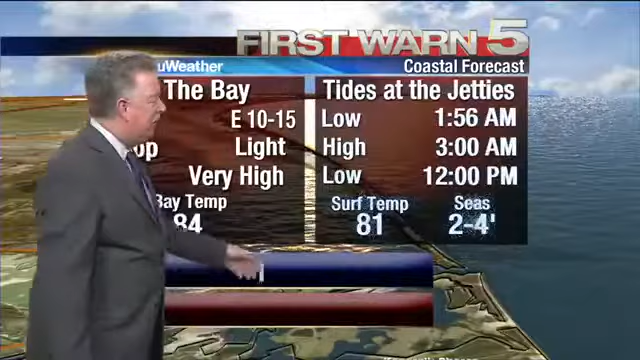 FIRST WARN 5
uWeather
Coastal Forecast
The Bay
E 10-15
op Light
Very High
Bay Temp
84
Tides at the Jetties
Low 1:56 AM
High 3:00 AM
Low 12:00 PM
Surf Temp Seas
81 2-4'